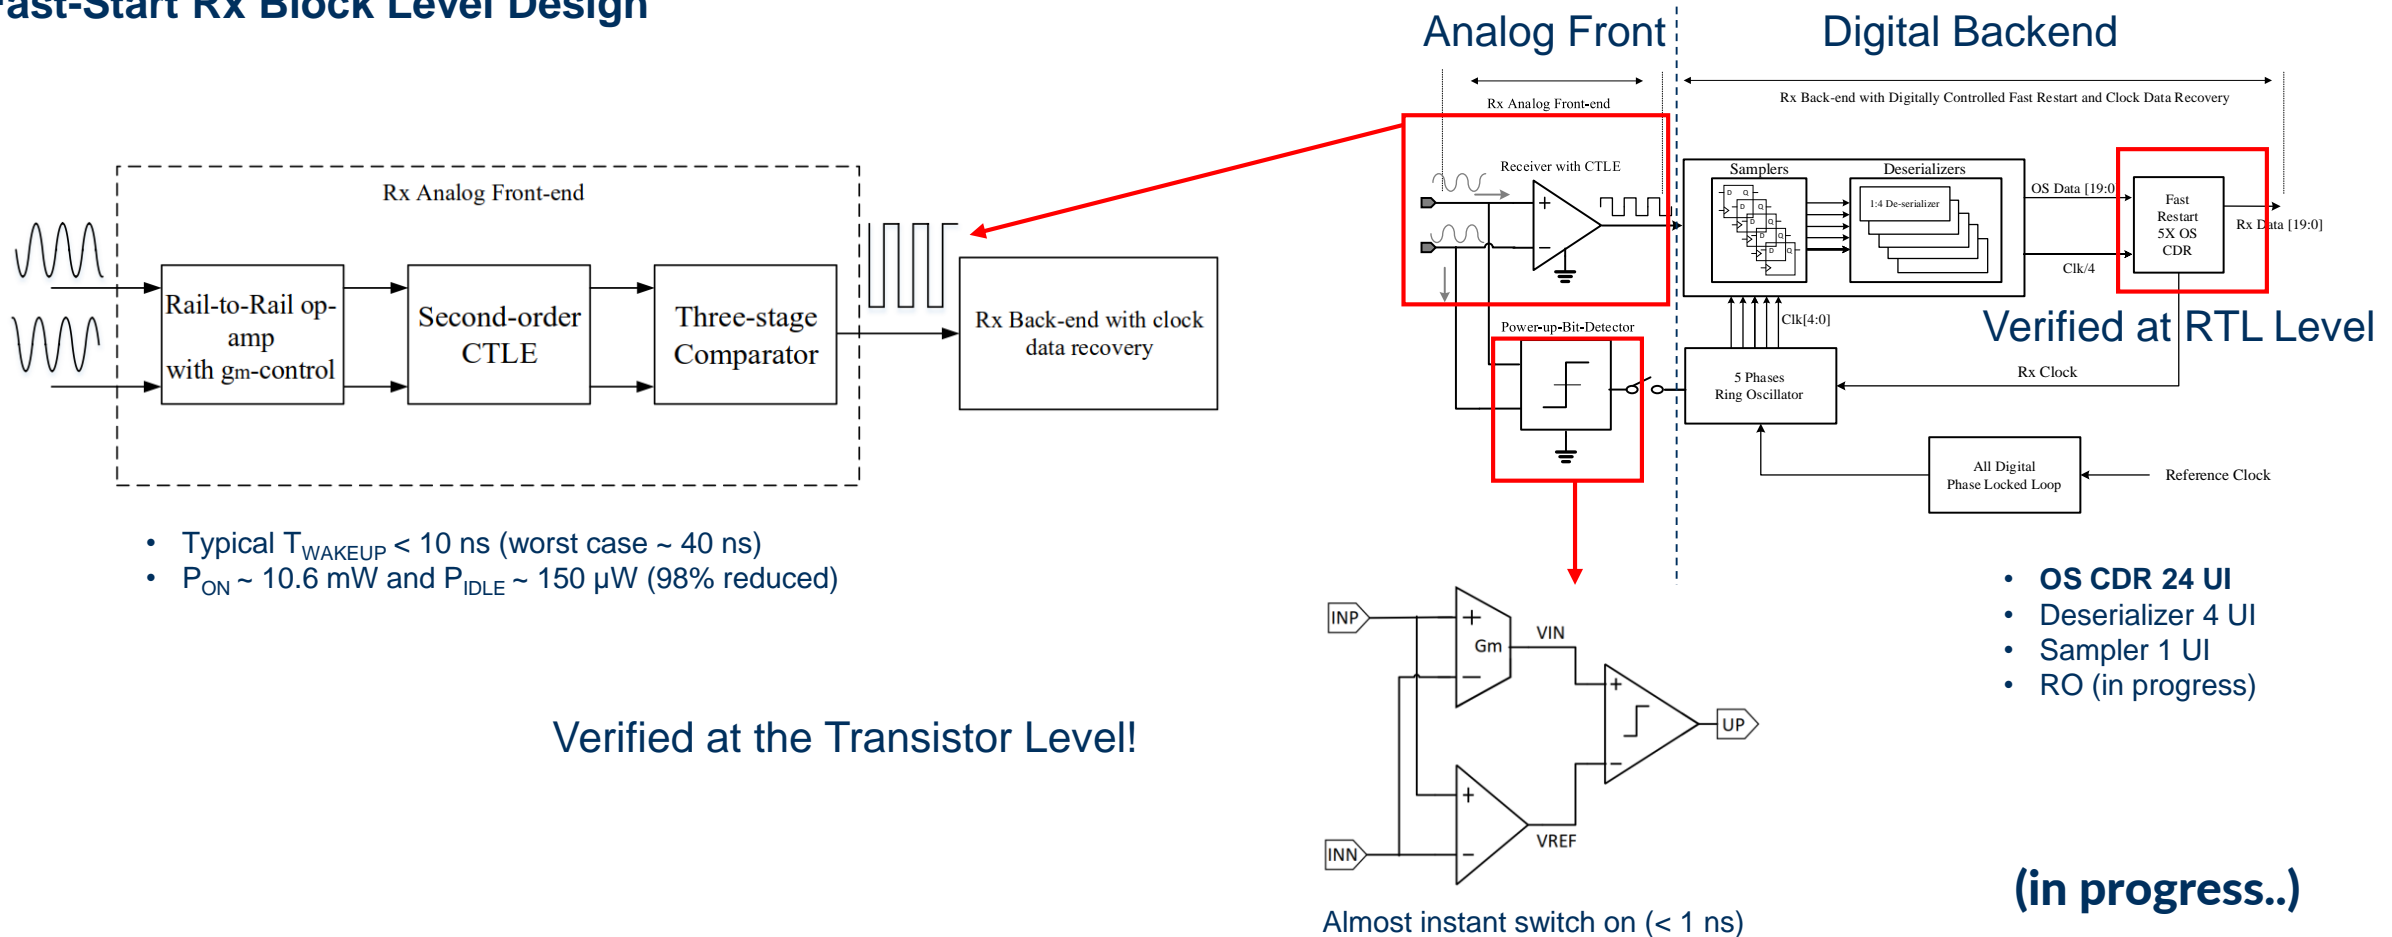 Fast-Start Rx Block Level Design
Analog Front
Digital Backend
Rx Analog Front-end
Rx Back-end with Digitally Controlled Fast Restart and Clock Data Recovery
Rx Analog Front-end
Rail-to-Rail op-
amp
with gm-control
Second-order
CTLE
Three-stage
Comparator
Rx Back-end with clock
data recovery
Receiver with CTLE
+
−
Samplers
D Q
D Q
D Q
D Q
D Q
Deserializers
1:4 De-serializer
OS Data [19:0
Clk/4
Fast
Restart
5X OS
CDR
Rx Data [19:0]
Clk[4:0]
Verified at RTL Level
Power-up-Bit-Detector
5 Phases
Ring Oscillator
Rx Clock
All Digital
Phase Locked Loop
Reference Clock
• Typical TWAKEUP < 10 ns (worst case ~ 40 ns)
• PON ~ 10.6 mW and PIDLE ~ 150 µW (98% reduced)
Verified at the Transistor Level!
INP
+
Gm
−
VIN
+
−
UP
+
−
VREF
INN
Almost instant switch on (< 1 ns)
• OS CDR 24 UI
• Deserializer 4 UI
• Sampler 1 UI
• RO (in progress)
(in progress..)